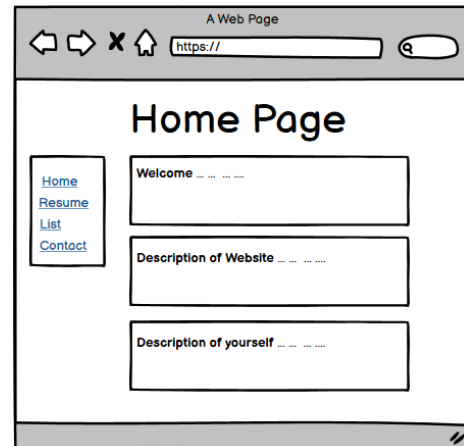 A Web Page
https://
Home Page
Home
Resume
List
Contact
Welcome ... ... ... ....
Description of Website ... ... ... ....
Description of yourself ... ... ... ....